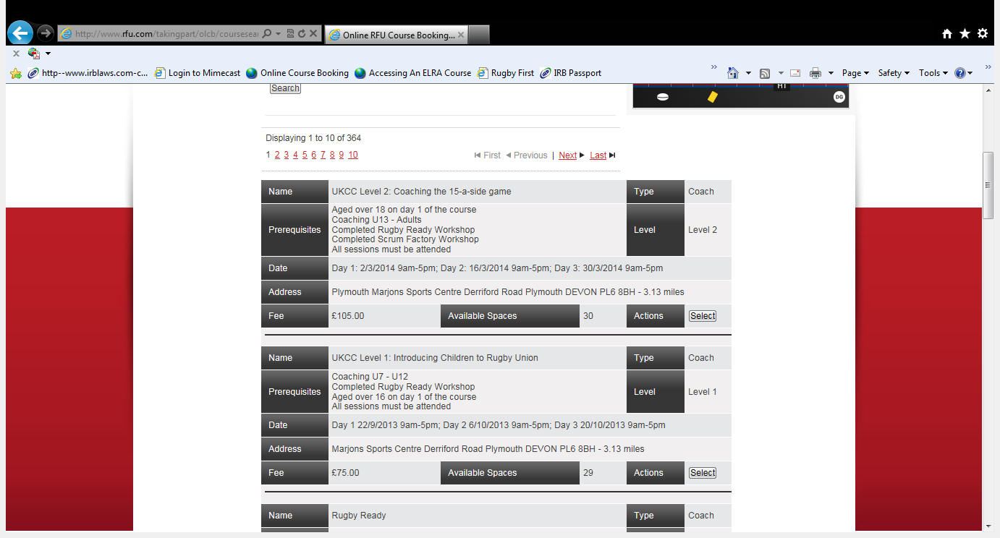 http://www.rfu.com/takingpart/olcb/coursesear
Online RFU Course Booking...
http--www.irblaws.com-c... Login to Mimecast Online Course Booking Accessing An ELRA Course Rugby First IRB Passport » Page Safety Tools »
Search
HT
DG
Displaying 1 to 10 of 364
1 2 3 4 5 6 7 8 9 10 First Previous | Next Last
Name UKCC Level 2: Coaching the 15-a-side game Type Coach
Aged over 18 on day 1 of the course
Coaching U13 - Adults
Prerequisites Completed Rugby Ready Workshop Level Level 2
Completed Scrum Factory Workshop
All sessions must be attended
Date Day 1: 2/3/2014 9am-5pm; Day 2: 16/3/2014 9am-5pm; Day 3: 30/3/2014 9am-5pm
Address Plymouth Marjons Sports Centre Derriford Road Plymouth DEVON PL6 8BH - 3.13 miles
Fee £105.00 Available Spaces 30 Actions Select
Name UKCC Level 1: Introducing Children to Rugby Union Type Coach
Coaching U7 - U12
Completed Rugby Ready Workshop
Prerequisites Aged over 16 on day 1 of the course Level Level 1
All sessions must be attended
Date Day 1 22/9/2013 9am-5pm; Day 2 6/10/2013 9am-5pm; Day 3 20/10/2013 9am-5pm
Address Marjons Sports Centre Derriford Road Plymouth DEVON PL6 8BH - 3.13 miles
Fee £75.00 Available Spaces 29 Actions Select
Name Rugby Ready Type Coach